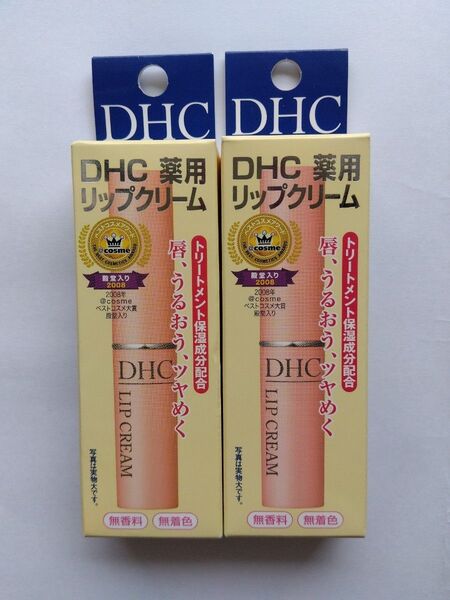 DHC
DHC 薬用
リップクリーム
@cosme
殿堂入り
2008
2008年
@cosme
ベストコスメ大賞
殿堂入り
トリートメント保湿成分配合
唇、うるおう、ツヤめく
DHC
LIP CREAM
写真は実物大です。
無香料
無着色
DHC
DHC 薬用
リップクリーム
@cosme
殿堂入り
2008
2008年
@cosme
ベストコスメ大賞
殿堂入り
トリートメント保湿成分配合
唇、うるおう、ツヤめく
DHC
LIP CREAM
写真は実物大です。
無香料
無着色